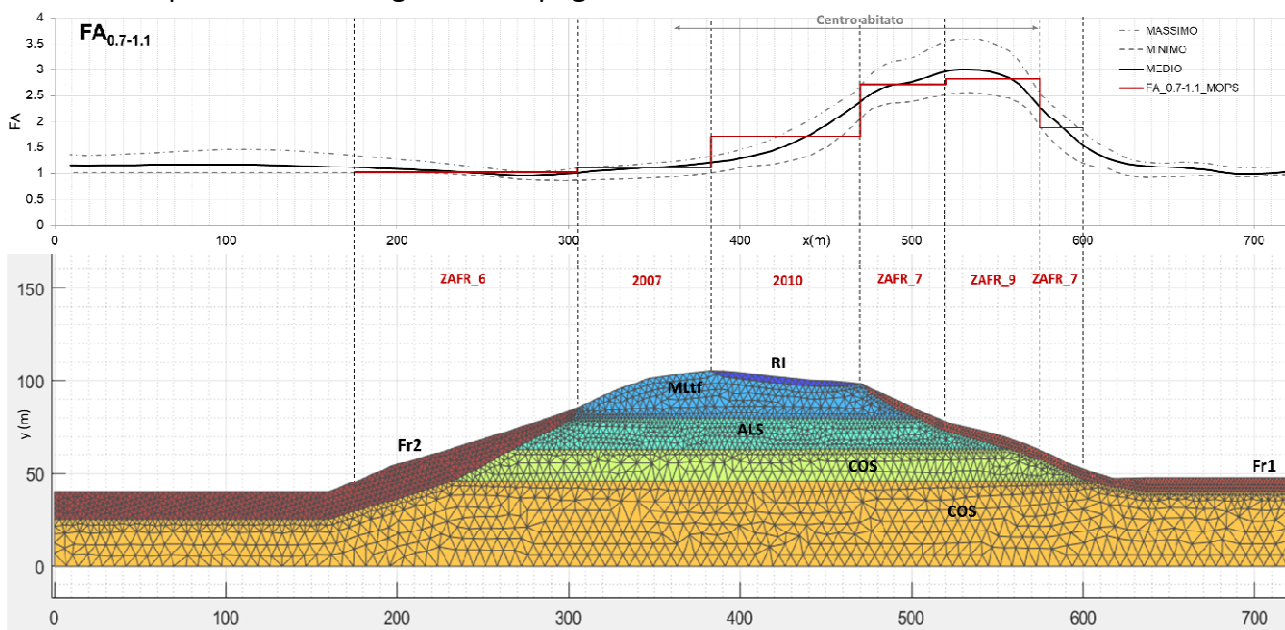 FA0.7-1.1
Centro abitato
MASSIMO
MINIMO
MEDIO
FA_0.7-1.1_MOPS
4
3.5
3
2.5
2
1.5
1
0.5
0
FA
0 100 200 300 400 x(m) 500 600 700
ZAFR_6 2007 2010 ZAFR_7 ZAFR_9 ZAFR_7
150
100
50
0
y (m)
RI
MLtf
ALS
Fr2
COS
Fr1
COS
0 100 200 300 400 500 600 700